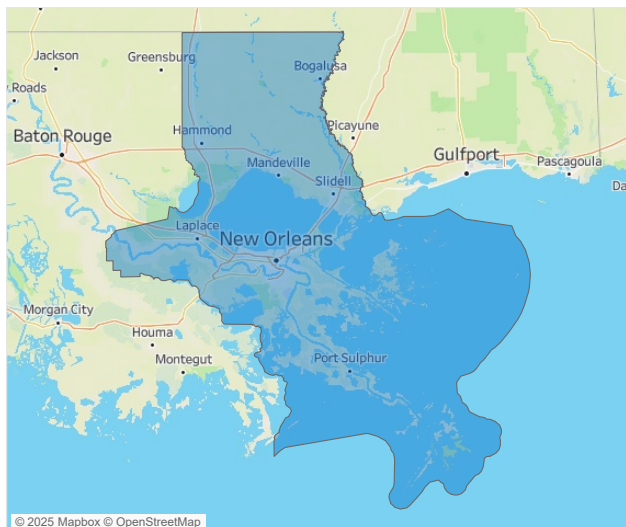 Jackson
Greensburg
Bogalusa
Roads
Baton Rouge
Hammond
Picayune
Mandeville
Gulfport
Pascagoula
Slidell
Da
Laplace
New Orleans
Morgan City
Houma
Port Sulphur
Montegut
© 2025 Mapbox © OpenStreetMap